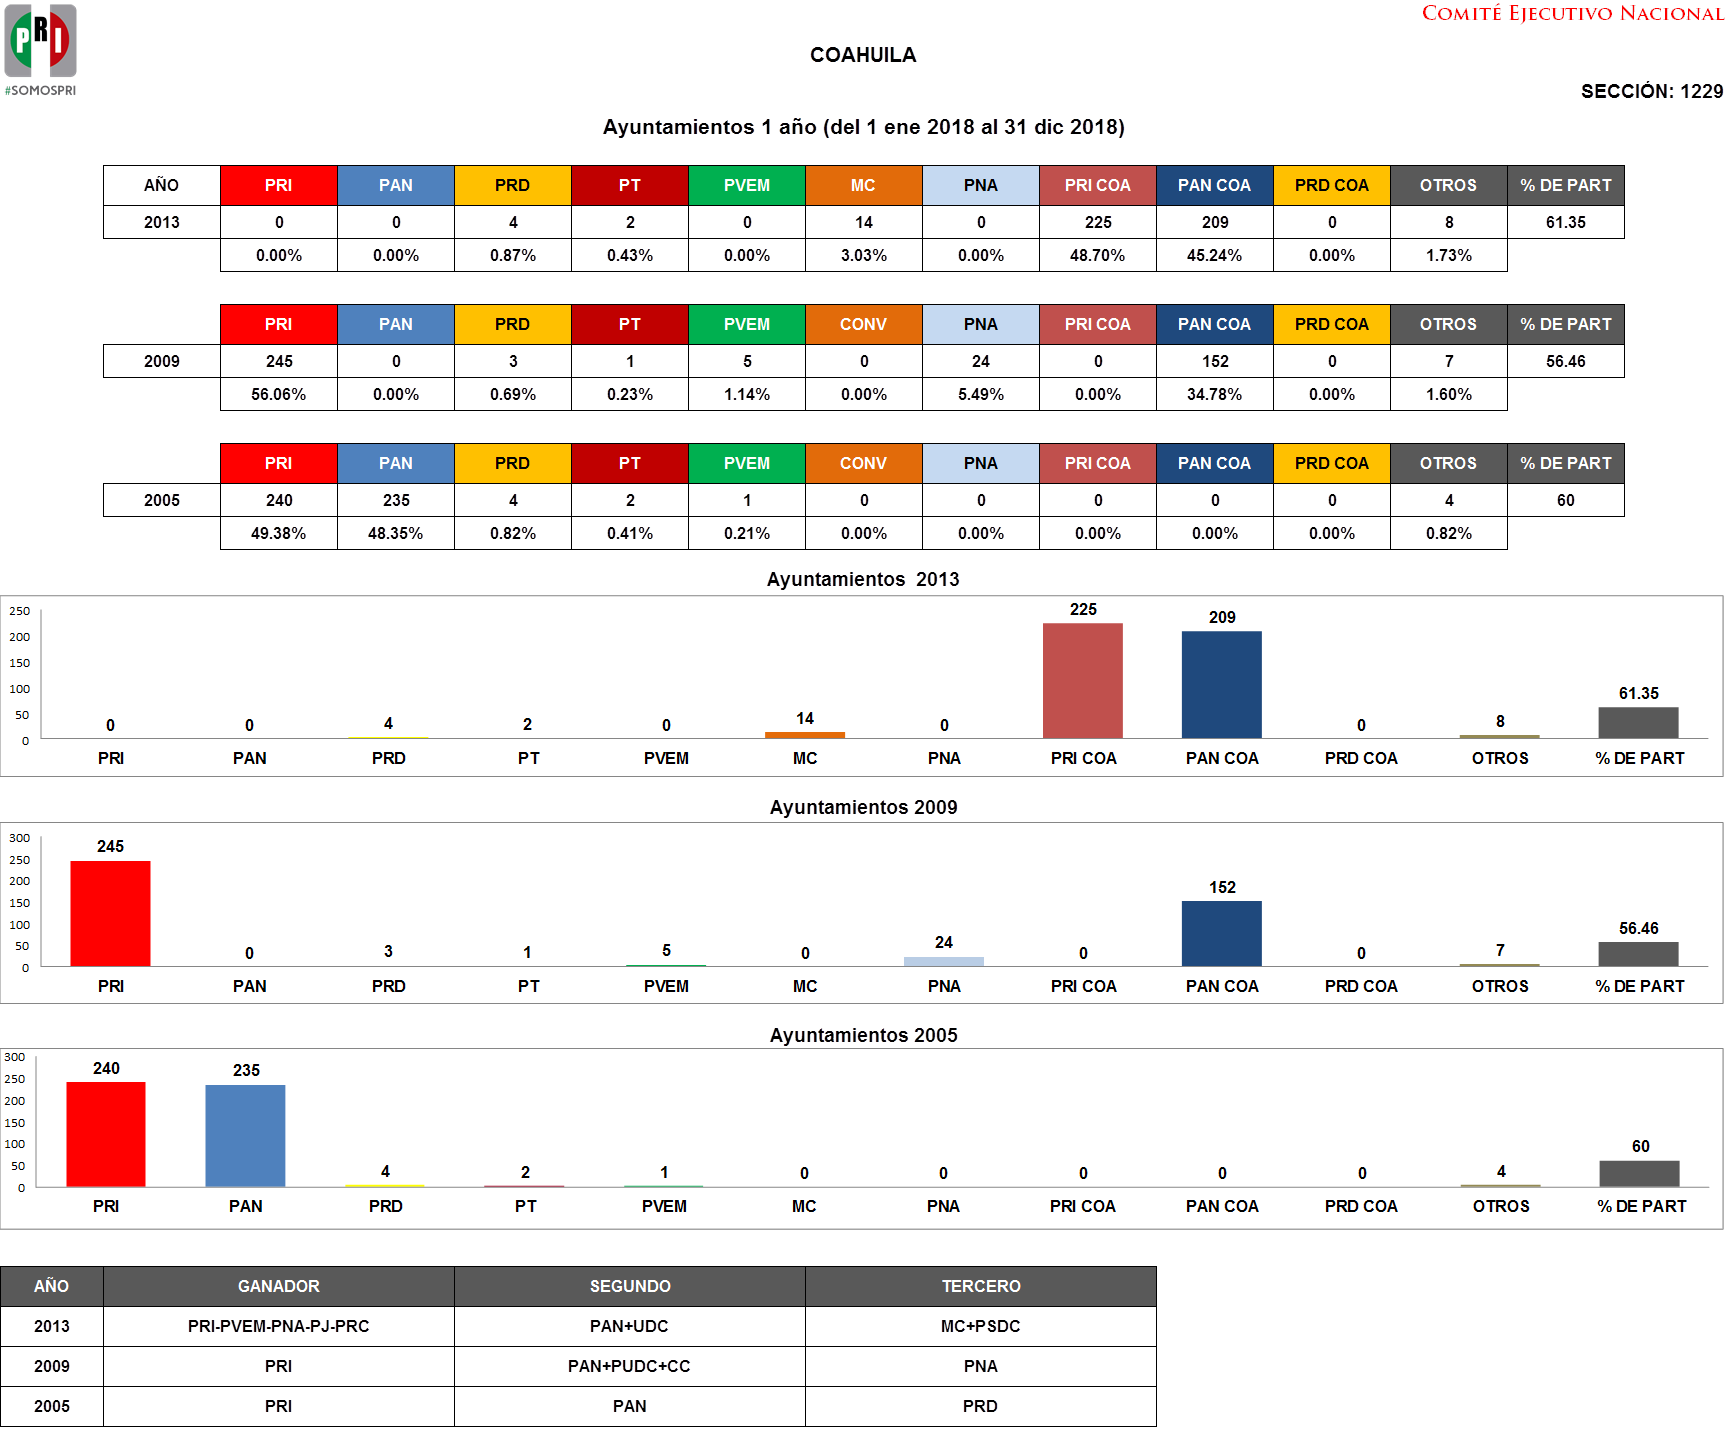 COMITÉ EJECUTIVO NACIONAL
PRI
#SOMOSPRI
COAHUILA
SECCIÓN: 1229
Ayuntamientos 1 año (del 1 ene 2018 al 31 dic 2018)
AÑO PRI PAN PRD PT PVEM MC PNA PRI COA PAN COA PRD COA OTROS % DE PART
2013 0 0 4 2 0 14 0 225 209 0 8 61.35
0.00% 0.00% 0.87% 0.43% 0.00% 3.03% 0.00% 48.70% 45.24% 0.00% 1.73%
PRI PAN PRD PT PVEM CONV PNA PRI COA PAN COA PRD COA OTROS % DE PART
2009 245 0 3 1 5 0 24 0 152 0 7 56.46
56.06% 0.00% 0.69% 0.23% 1.14% 0.00% 5.49% 0.00% 34.78% 0.00% 1.60%
PRI PAN PRD PT PVEM CONV PNA PRI COA PAN COA PRD COA OTROS % DE PART
2005 240 235 4 2 1 0 0 0 0 0 4 60
49.38% 48.35% 0.82% 0.41% 0.21% 0.00% 0.00% 0.00% 0.00% 0.00% 0.82%
Ayuntamientos 2013
250
200
150
100
50
0
0 0 4 2 0 14 0 225 209 0 8 61.35
PRI PAN PRD PT PVEM MC PNA PRI COA PAN COA PRD COA OTROS % DE PART
Ayuntamientos 2009
300
250
200
150
100
50
0
245 0 3 1 5 0 24 0 152 0 7 56.46
PRI PAN PRD PT PVEM MC PNA PRI COA PAN COA PRD COA OTROS % DE PART
Ayuntamientos 2005
300
250
200
150
100
50
0
240 235 4 2 1 0 0 0 0 0 4 60
PRI PAN PRD PT PVEM MC PNA PRI COA PAN COA PRD COA OTROS % DE PART
AÑO GANADOR SEGUNDO TERCERO
2013 PRI-PVEM-PNA-PJ-PRC PAN+UDC MC+PSDC
2009 PRI PAN+PUDC+CC PNA
2005 PRI PAN PRD